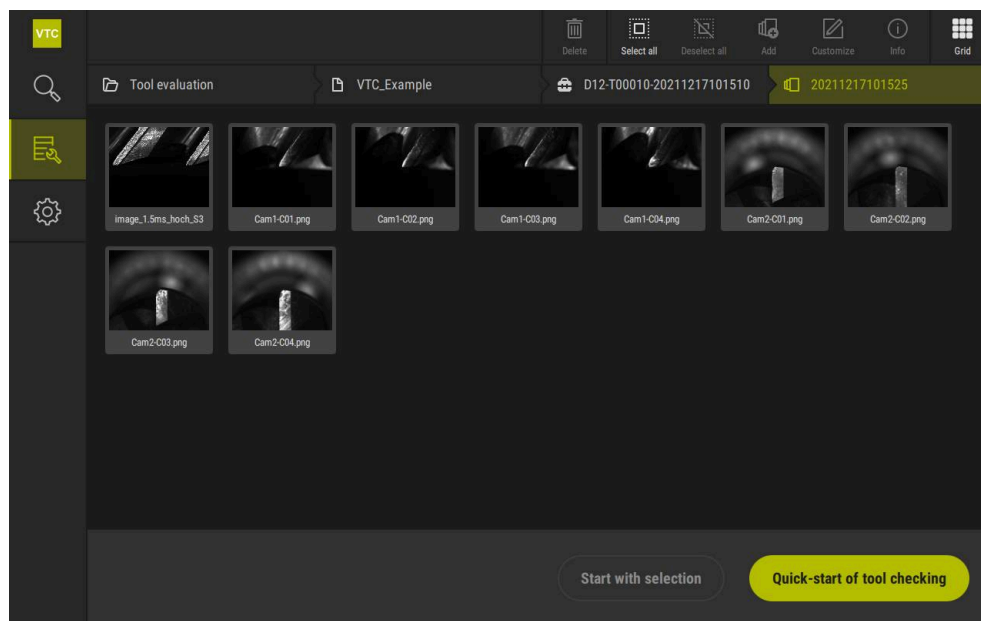 VTC
Delete
Select all
Deselect all
Add
Customize
Info
Grid
Tool evaluation
VTC_Example
D12-T00010-20211217101510
20211217101525
image_1.5ms_hoch_S3
Cam1-C01.png
Cam1-C02.png
Cam1-C03.png
Cam1-C04.png
Cam2-C01.png
Cam2-C02.png
Cam2-C03.png
Cam2-C04.png
Start with selection
Quick-start of tool checking